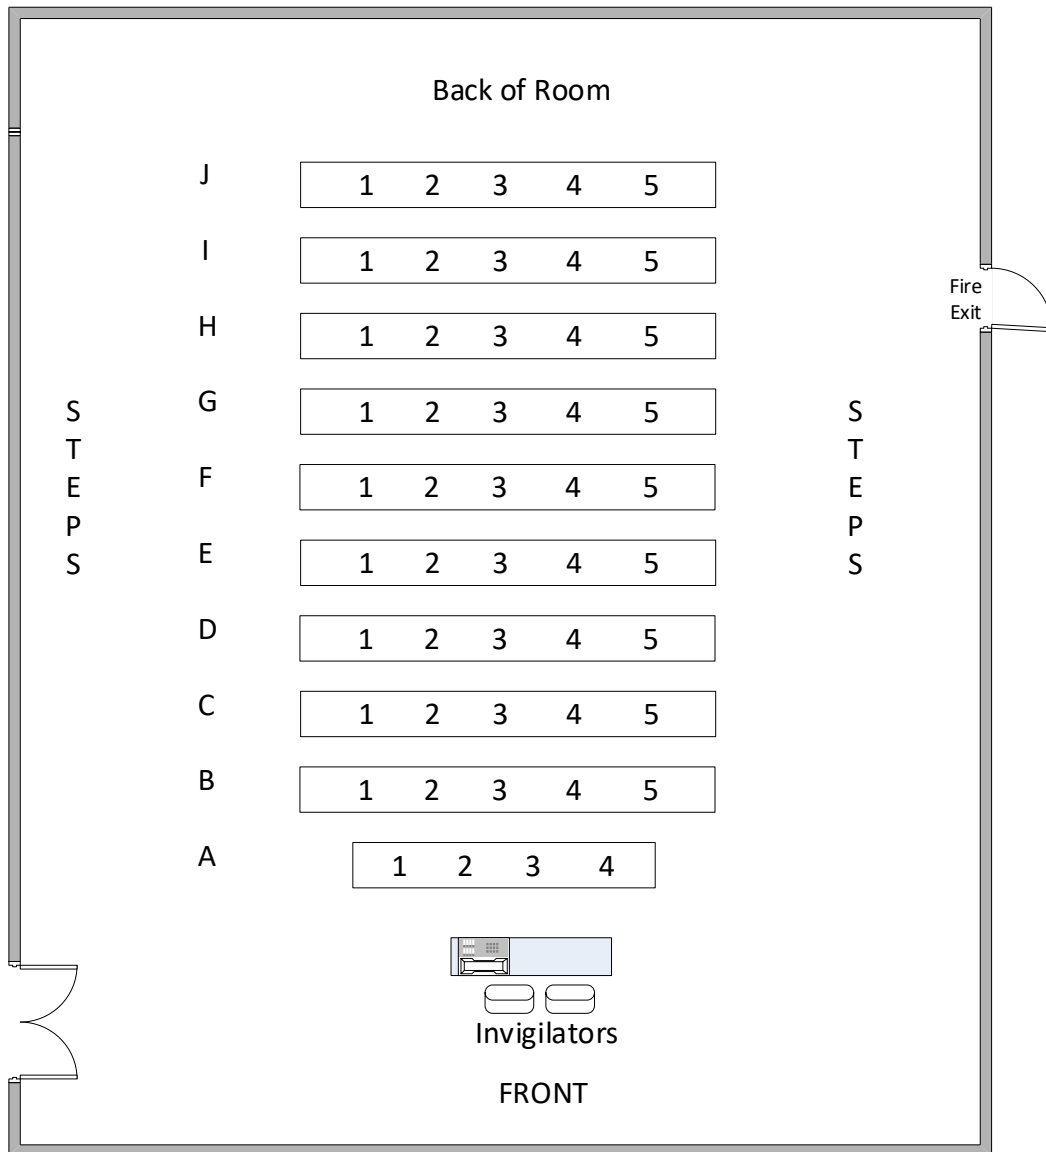 Back of Room
J 1 2 3 4 5
I 1 2 3 4 5
H 1 2 3 4 5
Fire
Exit
G 1 2 3 4 5
F 1 2 3 4 5
E 1 2 3 4 5
D 1 2 3 4 5
C 1 2 3 4 5
B 1 2 3 4 5
A 1 2 3 4
S
T
E
P
S
S
T
E
P
S
Invigilators
FRONT